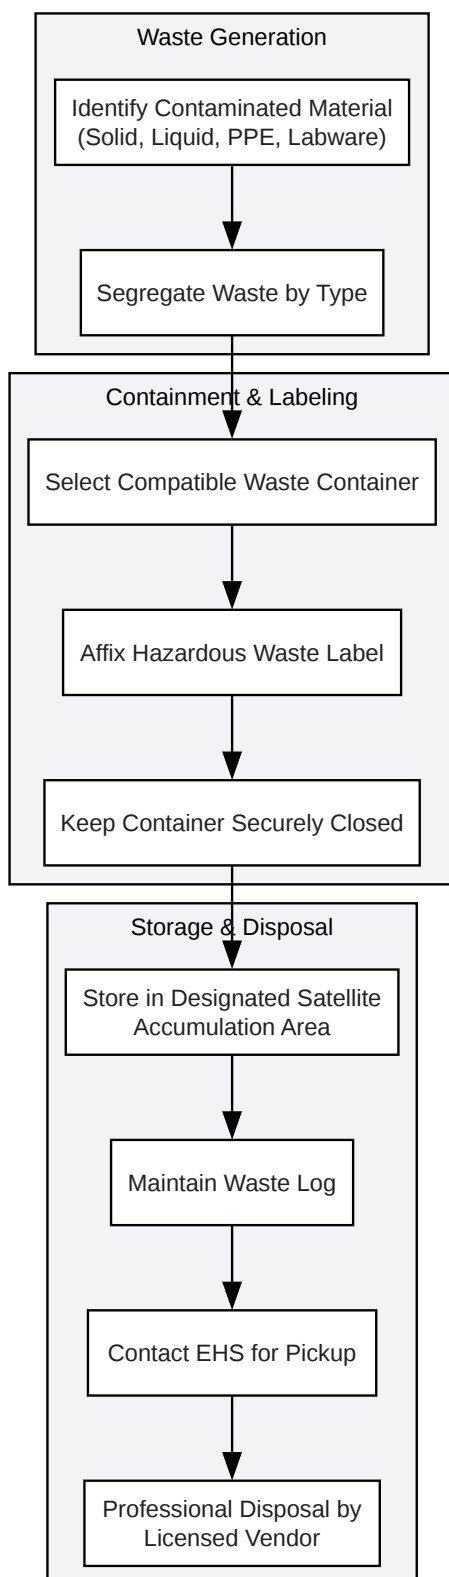 Waste Generation
Identify Contaminated Material
(Solid, Liquid, PPE, Labware)
Segregate Waste by Type
Containment & Labeling
Select Compatible Waste Container
Affix Hazardous Waste Label
Keep Container Securely Closed
Storage & Disposal
Store in Designated Satellite
Accumulation Area
Maintain Waste Log
Contact EHS for Pickup
Professional Disposal by
Licensed Vendor